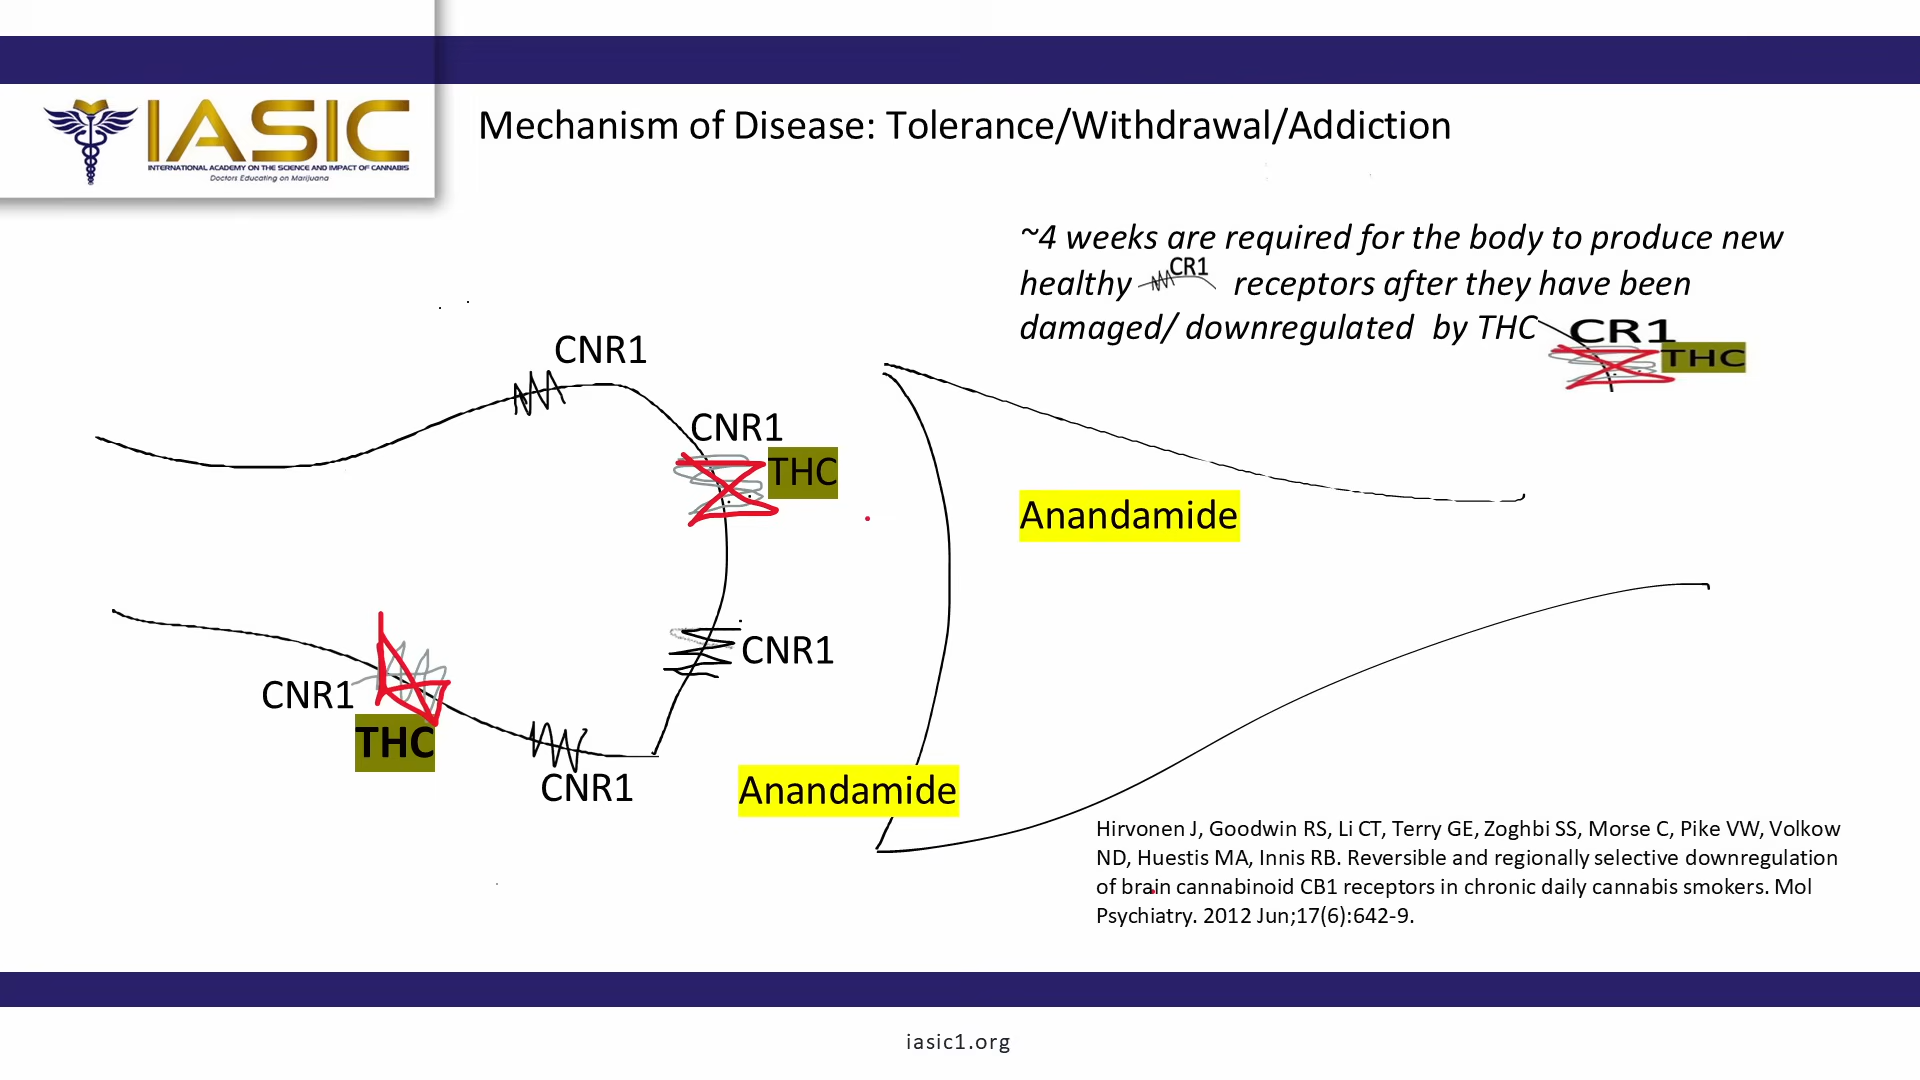 IASIC
INTERNATIONAL ACADEMY ON THE SCIENCE AND IMPACT OF CANNABIS
Doctors Educating on Marijuana
Mechanism of Disease: Tolerance/Withdrawal/Addiction
~4 weeks are required for the body to produce new
healthy CR1 receptors after they have been
damaged/ downregulated by THC
CR1
THC
CNR1
CNR1
THC
Anandamide
CNR1
CNR1
THC
CNR1
Anandamide
Hirvonen J, Goodwin RS, Li CT, Terry GE, Zoghbi SS, Morse C, Pike VW, Volkow
ND, Huestis MA, Innis RB. Reversible and regionally selective downregulation
of brain cannabinoid CB1 receptors in chronic daily cannabis smokers. Mol
Psychiatry. 2012 Jun;17(6):642-9.
iasic1.org